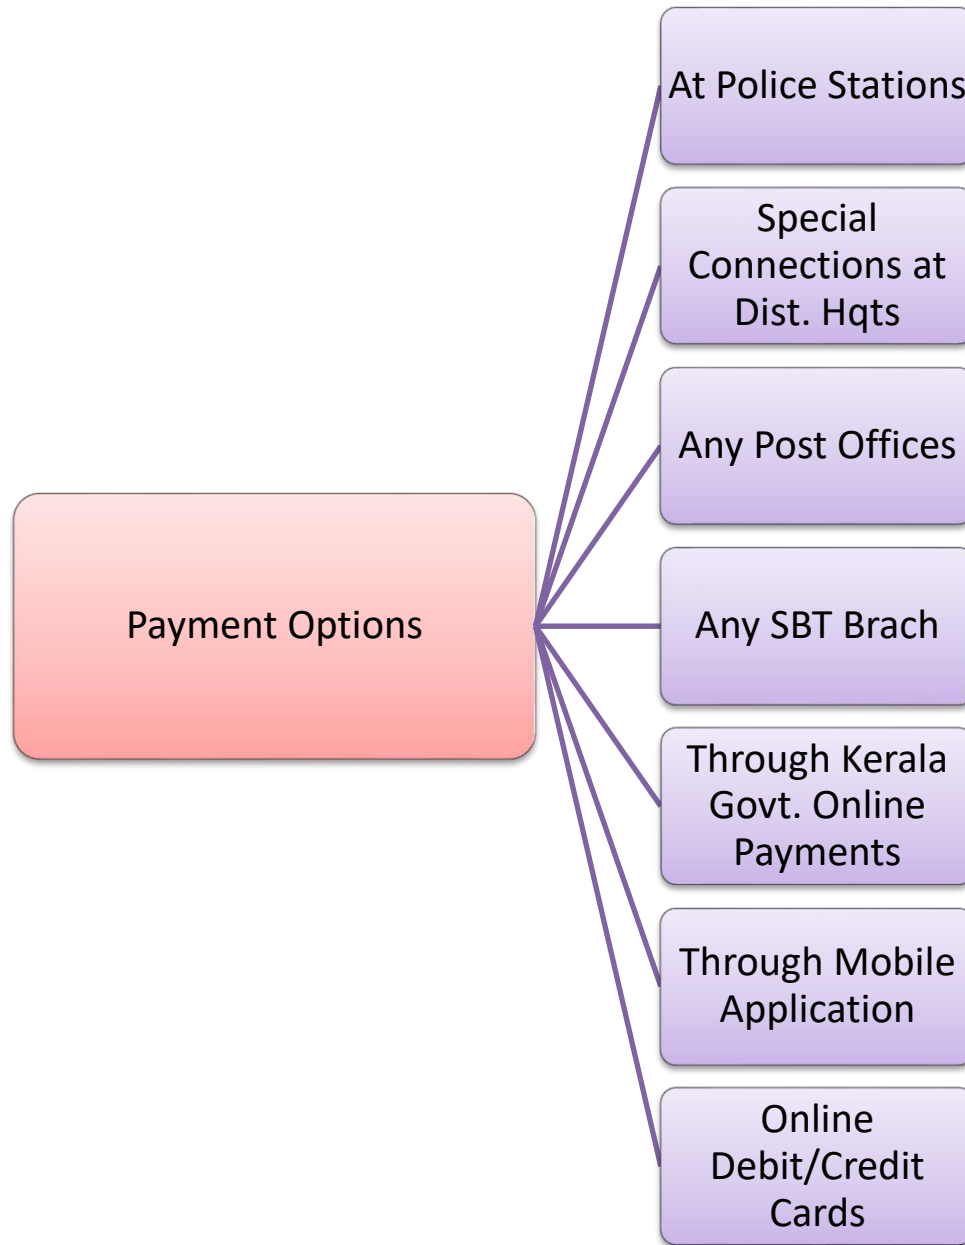 At Police Stations
Special
Connections at
Dist. Hqts
Any Post Offices
Payment Options
Any SBT Brach
Through Kerala
Govt. Online
Payments
Through Mobile
Application
Online
Debit/Credit
Cards